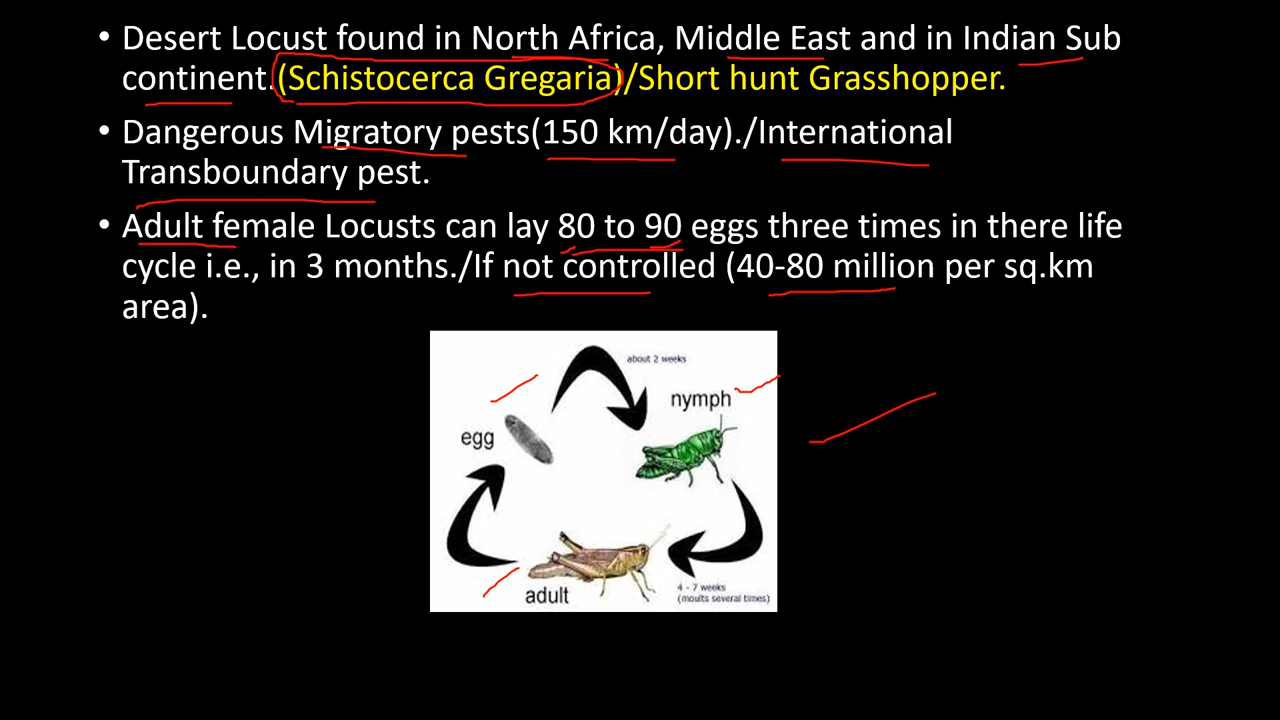 • Desert Locust found in North Africa, Middle East and in Indian Sub
continent.(Schistocerca Gregaria)/Short hunt Grasshopper.
• Dangerous Migratory pests(150 km/day)./International
Transboundary pest.
• Adult female Locusts can lay 80 to 90 eggs three times in there life
cycle i.e., in 3 months./If not controlled (40-80 million per sq.km
area).
about 2 weeks
nymph
egg
adult
4 - 7 weeks
(moults several times)